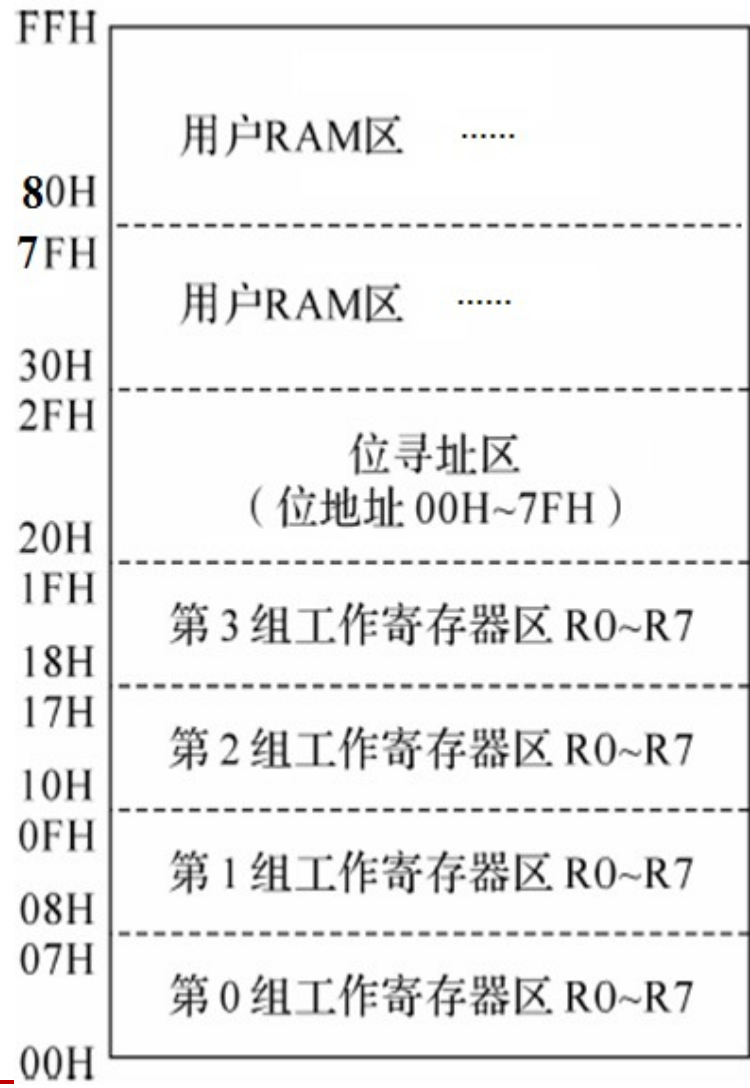 FFH
用户RAM区 ……
80H
7FH
用户RAM区 ……
30H
2FH
位寻址区
（位地址 00H~7FH）
20H
1FH
第 3 组工作寄存器区 R0~R7
18H
17H
第 2 组工作寄存器区 R0~R7
10H
0FH
第 1 组工作寄存器区 R0~R7
08H
07H
第 0 组工作寄存器区 R0~R7
00H